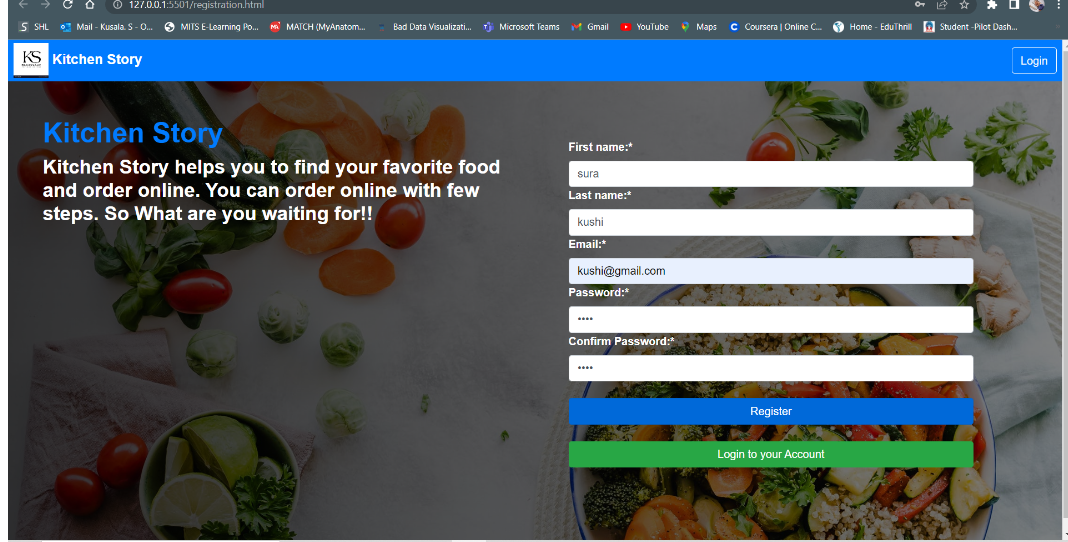 127.0.0.1:5501/registration.html
SHL
Mail - Kusala. S - O...
MITS E-Learning Po...
MATCH (MyAnatom...
Bad Data Visualizati...
Microsoft Teams
Gmail
YouTube
Maps
Coursera | Online C...
Home - EduThrill
Student -Pilot Dash...
KS
Kitchen Story
Login
Kitchen Story
Kitchen Story helps you to find your favorite food
and order online. You can order online with few
steps. So What are you waiting for!!
First name:*
sura
Last name:*
kushi
Email:*
kushi@gmail.com
Password:*
••••
Confirm Password:*
••••
Register
Login to your Account